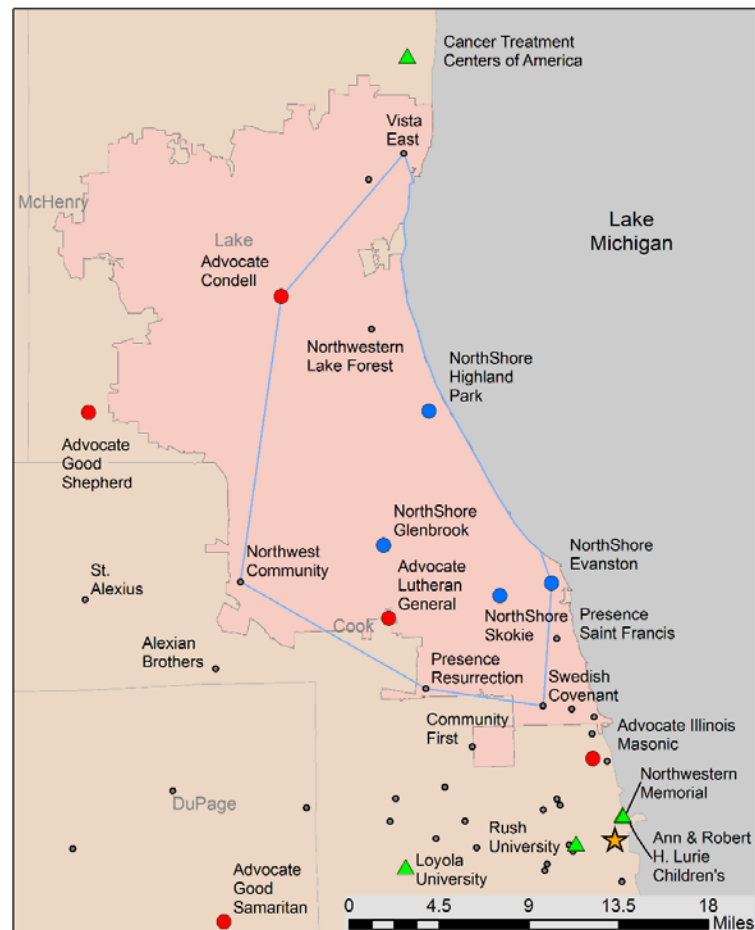 Cancer Treatment
Centers of America
Vista
East
McHenry
Lake
Michigan
Lake
Advocate
Condell
Northwestern
Lake Forest
NorthShore
Highland
Park
Advocate
Good
Shepherd
NorthShore
Glenbrook
NorthShore
Evanston
Northwest
Community
St.
Alexius
Advocate
Lutheran
General
NorthShore
Skokie
Presence
Saint Francis
Cook
Alexian
Brothers
Presence
Resurrection
Swedish
Covenant
Community
First
Advocate Illinois
Masonic
Northwestern
Memorial
DuPage
Rush
University
Ann & Robert
H. Lurie
Children's
Loyola
University
Advocate
Good
Samaritan
0 4.5 9 13.5 18
Miles